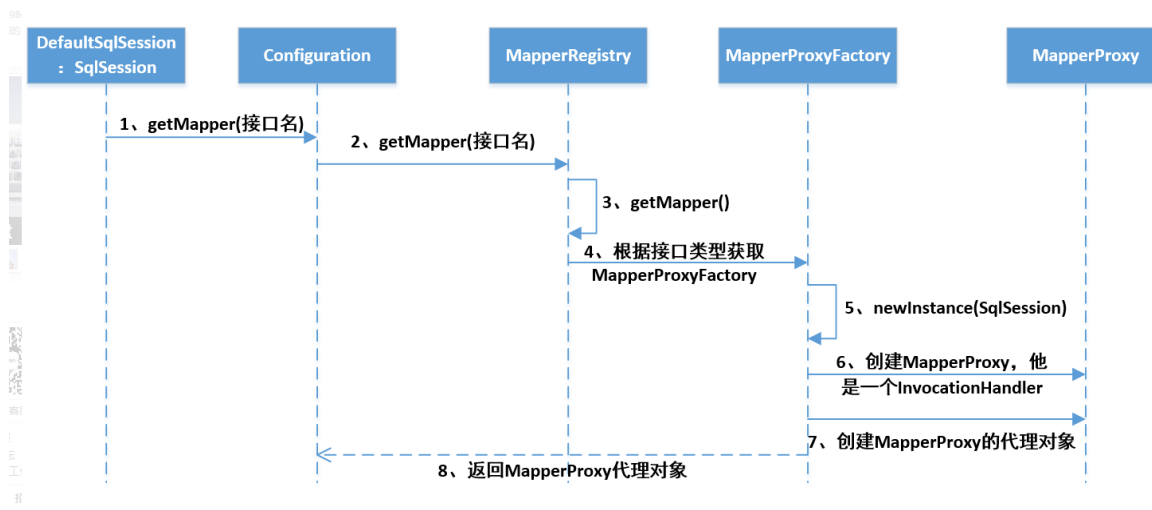 DefaultSqlSession
：SqlSession
Configuration
MapperRegistry
MapperProxyFactory
MapperProxy
1、getMapper(接口名)
2、getMapper(接口名)
3、getMapper()
4、根据接口类型获取
MapperProxyFactory
5、newInstance(SqlSession)
6、创建MapperProxy，他
是一个InvocationHandler
7、创建MapperProxy的代理对象
8、返回MapperProxy代理对象